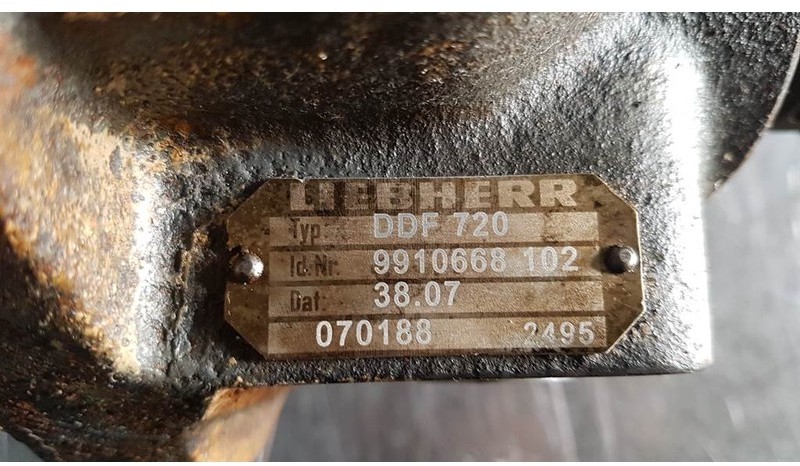 LIEBHERR
Typ: DDF 720
Id.Nr. 9910668 102
Dat: 38.07
070188 2495